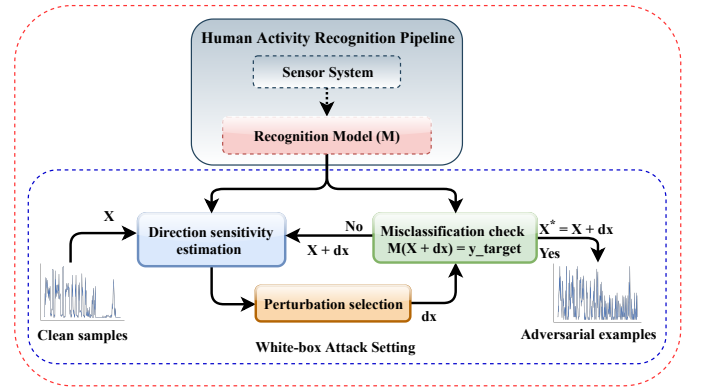 Human Activity Recognition Pipeline
Sensor System
Recognition Model (M)
X
Direction sensitivity
estimation
No
X + dx
Misclassification check
M(X + dx) = y_target
X* = X + dx
Yes
Perturbation selection
dx
Clean samples
Adversarial examples
White-box Attack Setting